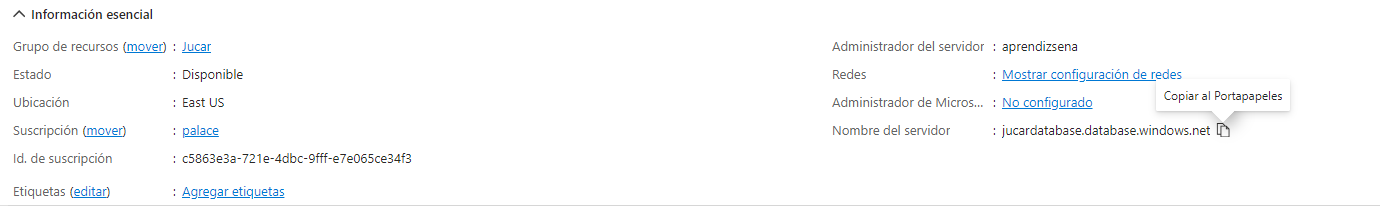 Información esencial
Grupo de recursos (mover) : Jucar
Estado : Disponible
Ubicación : East US
Suscripción (mover) : palace
Id. de suscripción : c5863e3a-721e-4dbc-9fff-e7e065ce34f3
Etiquetas (editar) : Agregar etiquetas
Administrador del servidor : aprendizsena
Redes : Mostrar configuración de redes
Administrador de Micros... : No configurado
Copiar al Portapapeles
Nombre del servidor : jucardatabase.database.windows.net